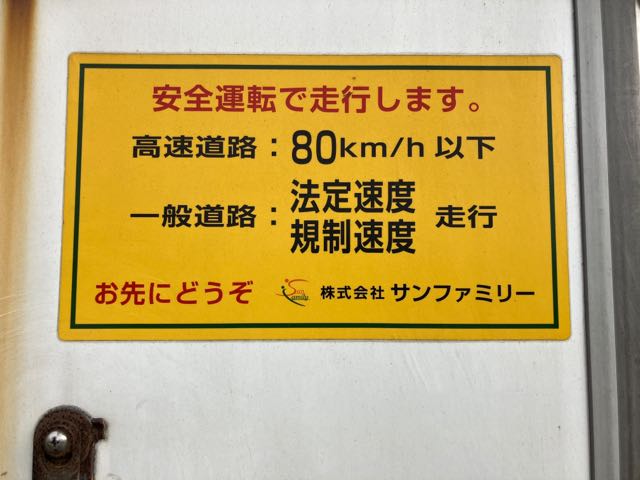 安全運転で走行します。
高速道路：80km/h 以下
一般道路：法定速度 規制速度 走行
お先にどうぞ Sun Family 株式会社 サンファミリー